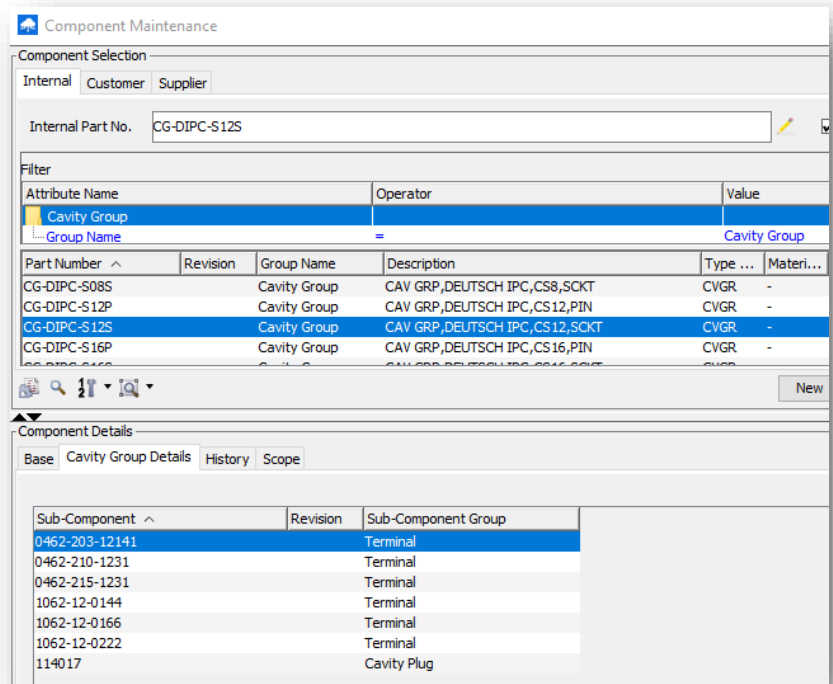 Component Maintenance
Component Selection
Internal Customer Supplier
Internal Part No. CG-DIPC-S12S
Filter
Attribute Name Operator Value
Cavity Group
Group Name = Cavity Group
Part Number Revision Group Name Description Type ... Materi...
CG-DIPC-S08S Cavity Group CAV GRP,DEUTSCH IPC,CS8,SCKT CVGR -
CG-DIPC-S12P Cavity Group CAV GRP,DEUTSCH IPC,CS12,PIN CVGR -
CG-DIPC-S12S Cavity Group CAV GRP,DEUTSCH IPC,CS12,SCKT CVGR -
CG-DIPC-S16P Cavity Group CAV GRP,DEUTSCH IPC,CS16,PIN CVGR -
New
Component Details
Base Cavity Group Details History Scope
Sub-Component Revision Sub-Component Group
0462-203-12141 Terminal
0462-210-1231 Terminal
0462-215-1231 Terminal
1062-12-0144 Terminal
1062-12-0166 Terminal
1062-12-0222 Terminal
114017 Cavity Plug